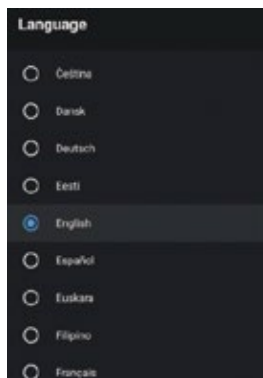 Language
Čeština
Dansk
Deutsch
Eesti
English
Español
Euskara
Filipino
Français